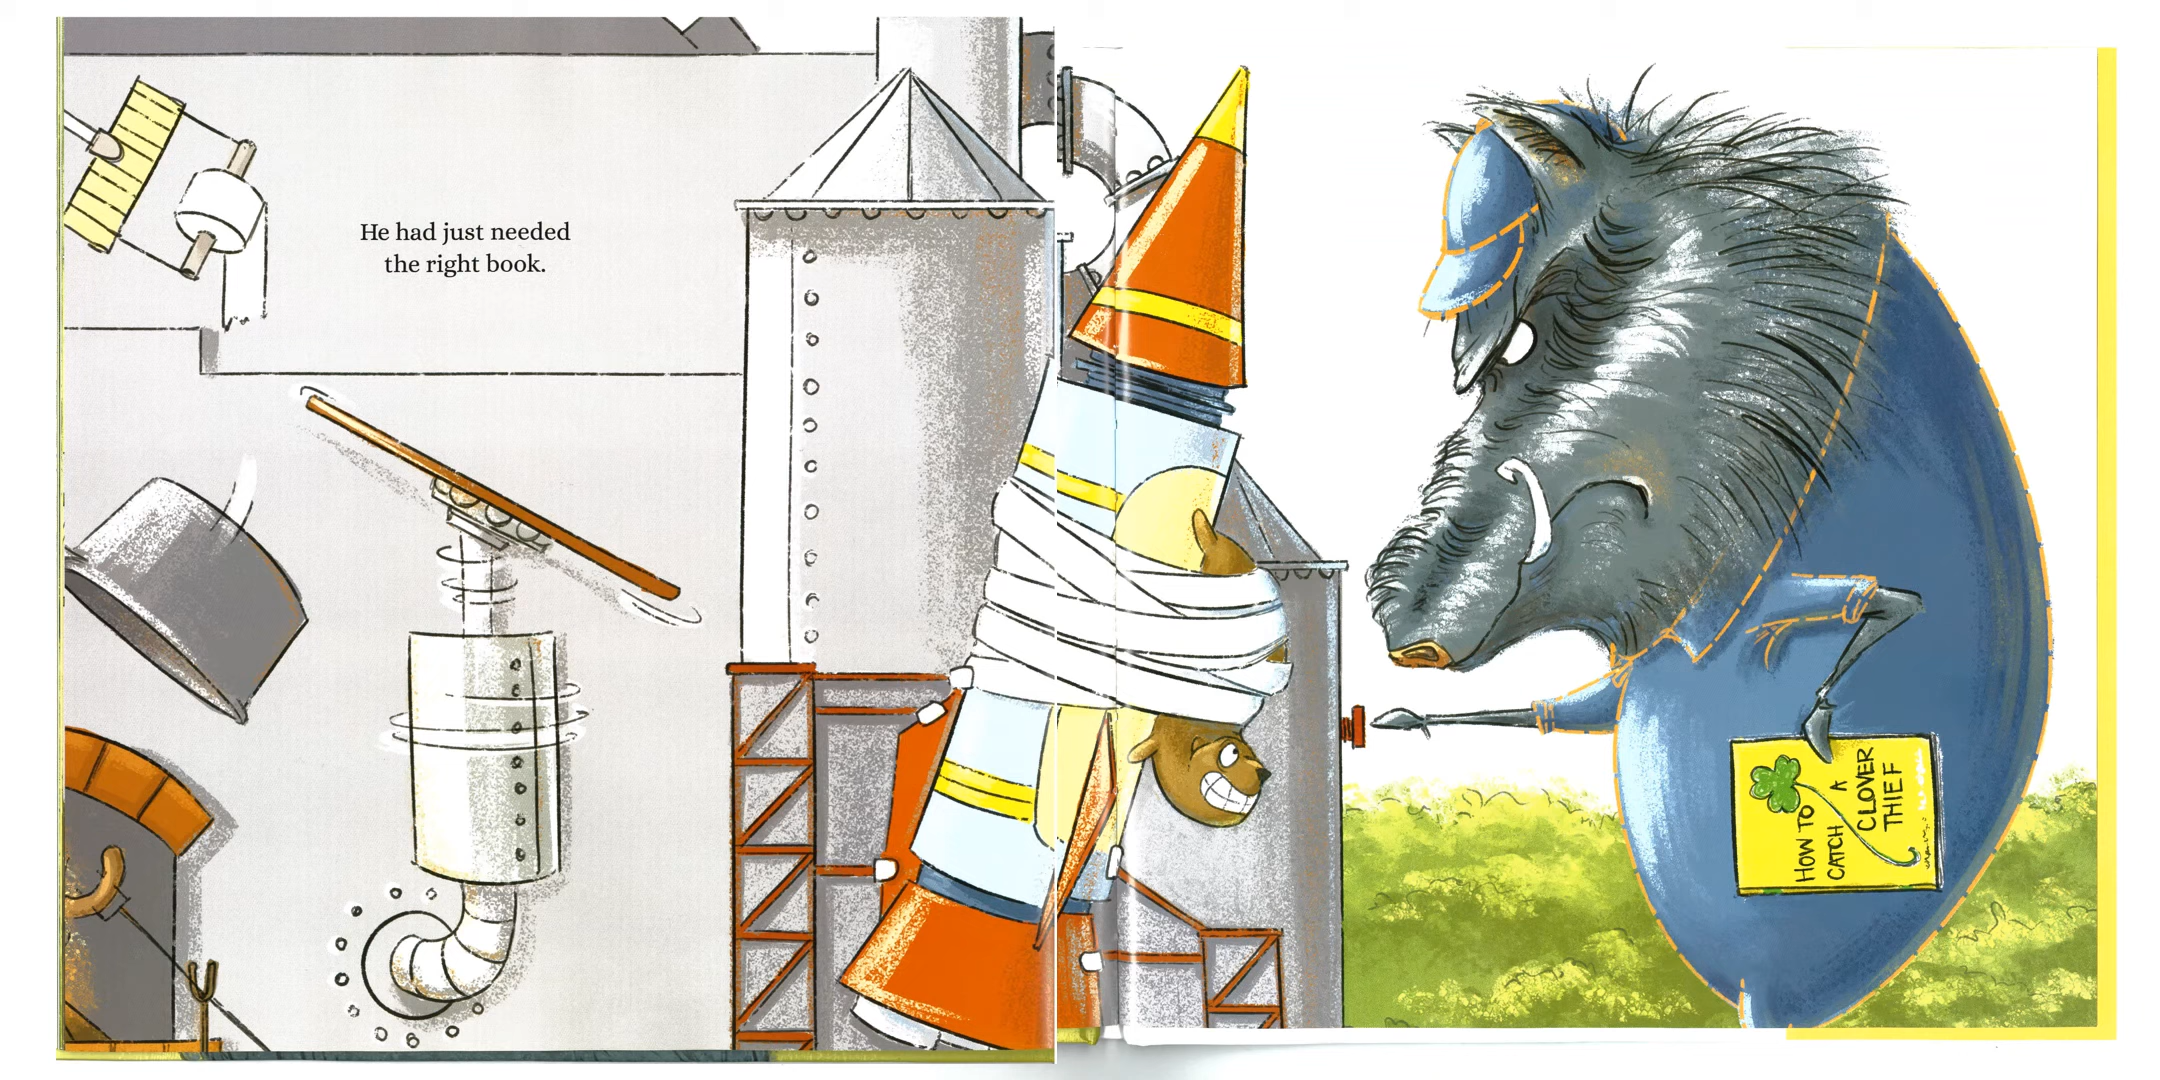 He had just needed
the right book.
HOW TO
CATCH
A
CLOVER
THIEF